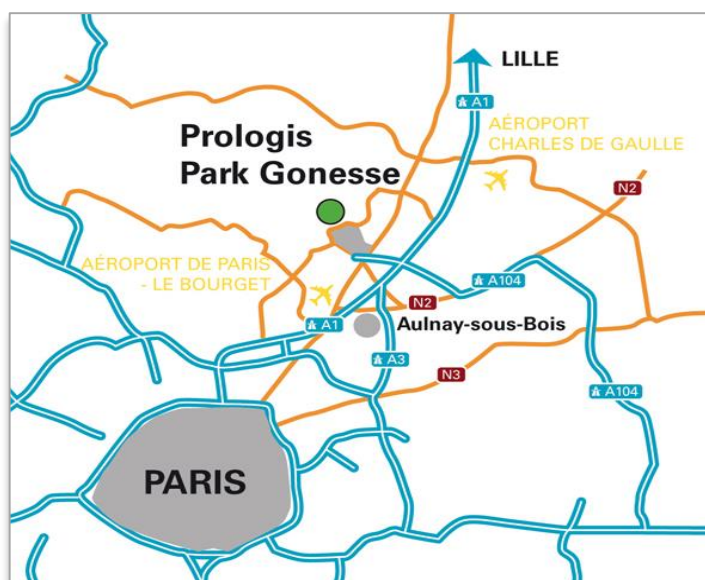 LILLE
A1
AÉROPORT
CHARLES DE GAULLE
Prologis
Park Gonesse
N2
AÉROPORT DE PARIS
- LE BOURGET
A104
N2
A1
Aulnay-sous-Bois
A3
N3
A104
PARIS